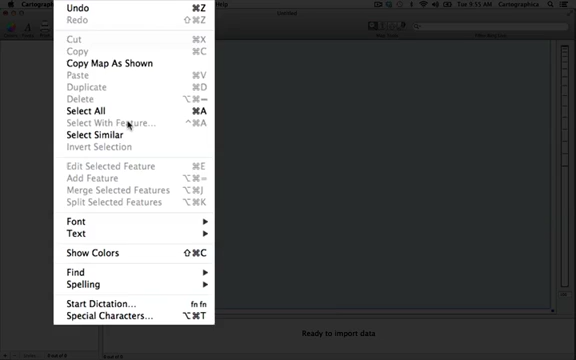 Cartograph
lp
Tue 9:55 AM Cartographica
Untitled
Undo ⌘Z
Redo ⇧⌘Z
Cut ⌘X
Copy ⌘C
Copy Map As Shown
Paste ⌘V
Duplicate ⌘D
Delete
Select All ⌘A
Select With Feature... ^⌘A
Select Similar
Invert Selection
Edit Selected Feature ⌘E
Add Feature ⌥⌘=
Merge Selected Features ⌥⌘J
Split Selected Features ⌥⌘K
Font
Text
Show Colors ⇧⌘C
Find
Spelling
Start Dictation... fn fn
Special Characters... ⌥⌘T
Ready to import data